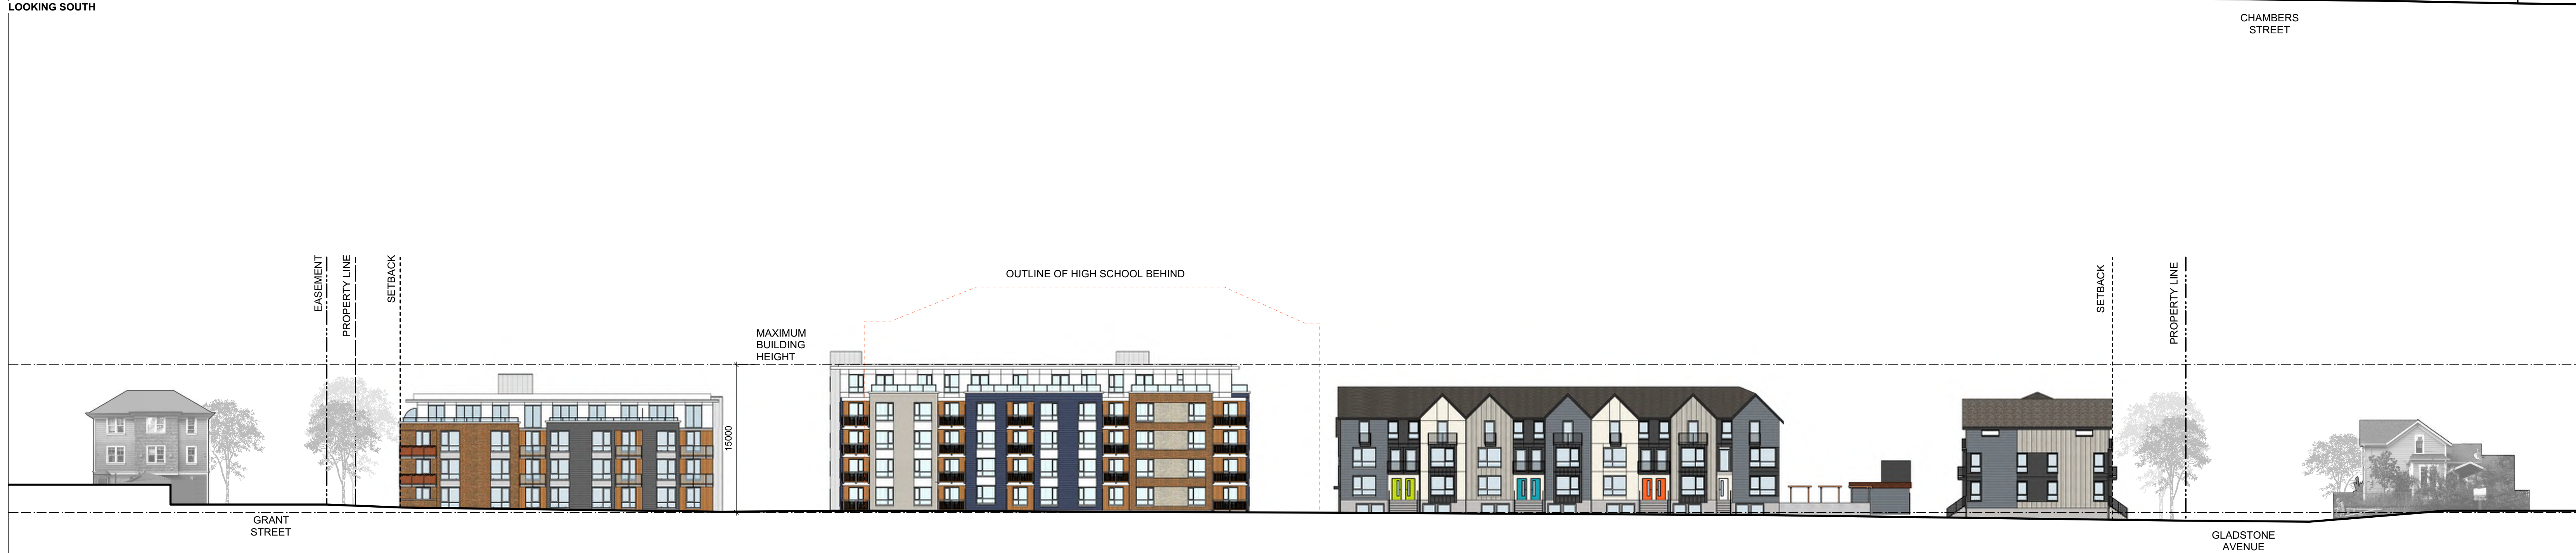 LOOKING SOUTH
CHAMBERS
STREET
EASEMENT
PROPERTY LINE
SETBACK
OUTLINE OF HIGH SCHOOL BEHIND
MAXIMUM
BUILDING
HEIGHT
15000
SETBACK
PROPERTY LINE
GRANT
STREET
GLADSTONE
AVENUE